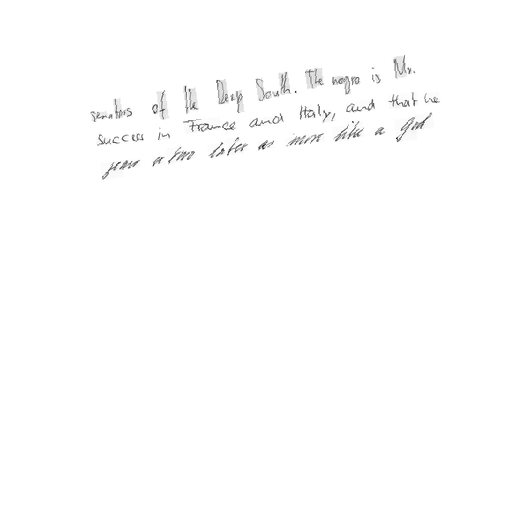 senators of the Deep South. The negro is Mr.
success in France and Italy, and that he
years or two later as more like a God